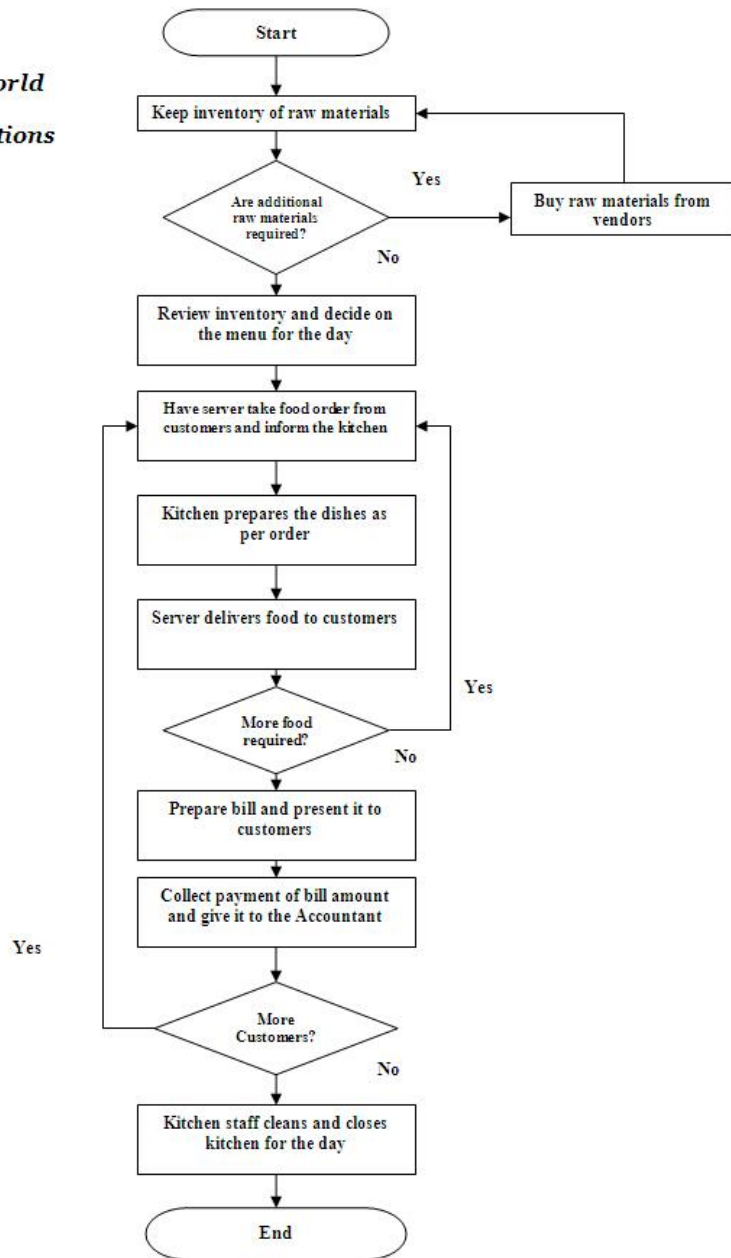 orld
tions
Start
Keep inventory of raw materials
Are additional
raw materials
required?
Yes
Buy raw materials from
vendors
No
Review inventory and decide on
the menu for the day
Have server take food order from
customers and inform the kitchen
Kitchen prepares the dishes as
per order
Server delivers food to customers
Yes
More food
required?
No
Prepare bill and present it to
customers
Collect payment of bill amount
and give it to the Accountant
Yes
More
Customers?
No
Kitchen staff cleans and closes
kitchen for the day
End